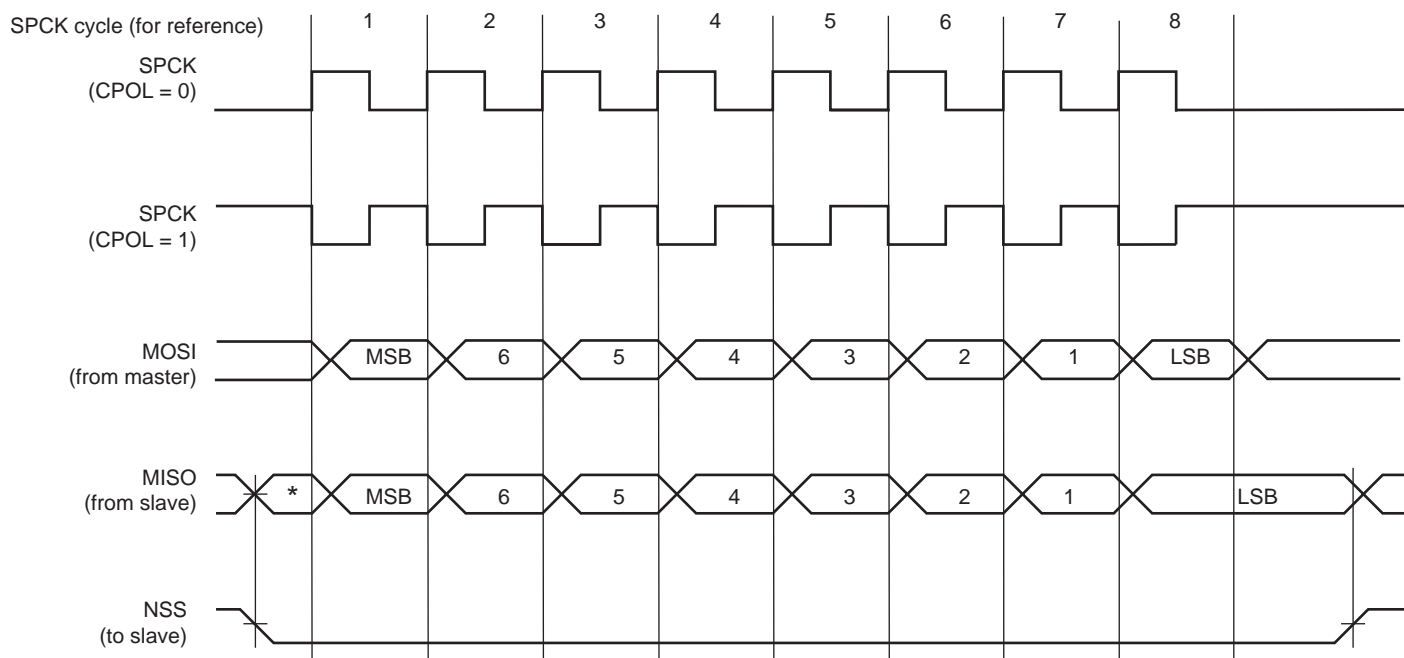 SPCK cycle (for reference) 1 2 3 4 5 6 7 8
SPCK
(CPOL = 0)
SPCK
(CPOL = 1)
MOSI
(from master)
MSB 6 5 4 3 2 1 LSB
MISO
(from slave)
* MSB 6 5 4 3 2 1 LSB
NSS
(to slave)